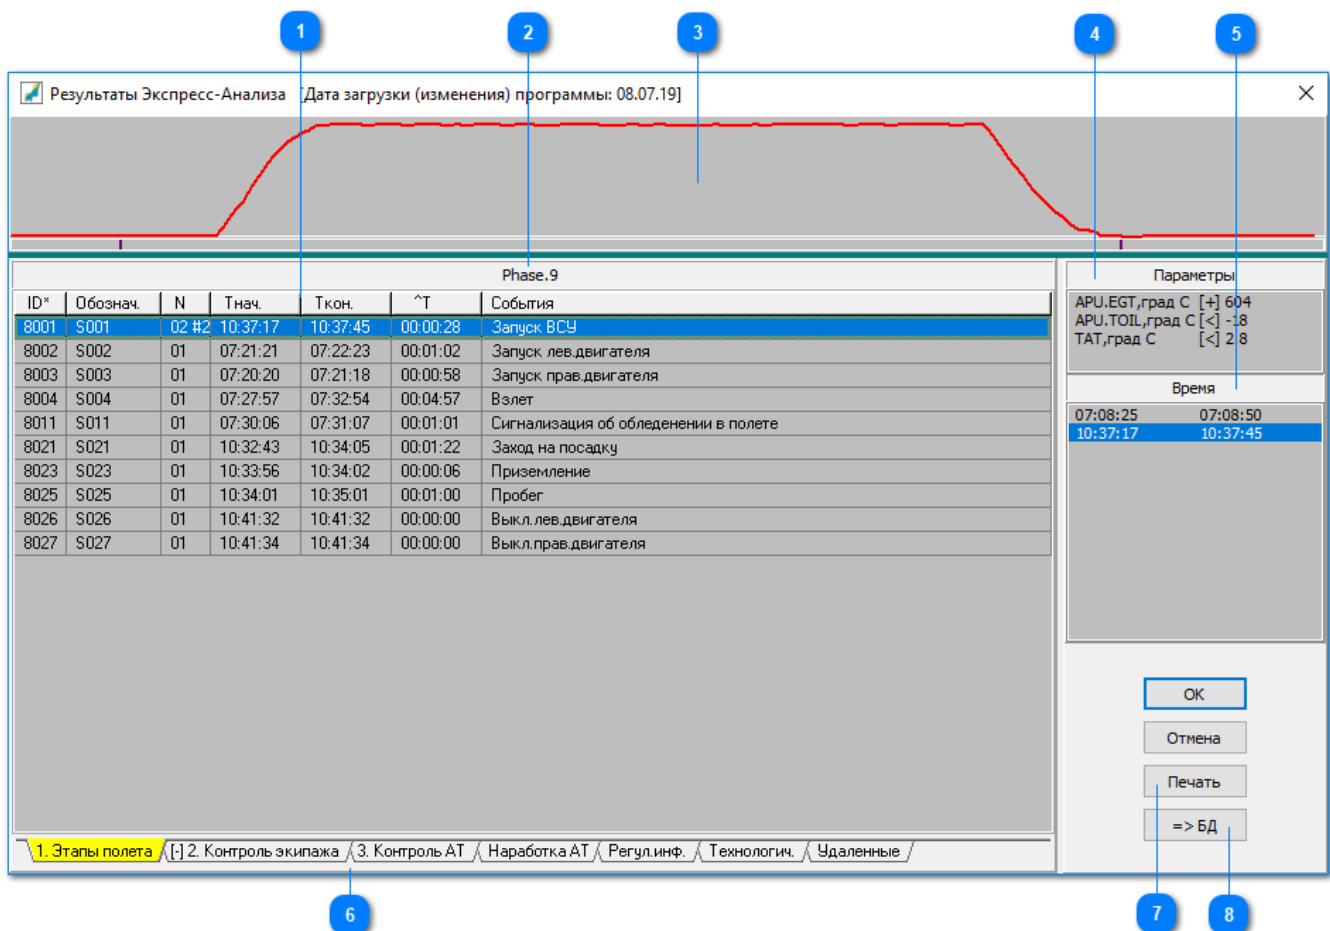 1 2 3 4 5
Результаты Экспресс-Анализа [Дата загрузки (изменения) программы: 08.07.19]
Phase.9
ID* Обознач. N Тнач. Ткон. ^T События
8001 S001 02 #2 10:37:17 10:37:45 00:00:28 Запуск ВСУ
8002 S002 01 07:21:21 07:22:23 00:01:02 Запуск лев.двигателя
8003 S003 01 07:20:20 07:21:18 00:00:58 Запуск прав.двигателя
8004 S004 01 07:27:57 07:32:54 00:04:57 Взлет
8011 S011 01 07:30:06 07:31:07 00:01:01 Сигнализация об обледенении в полете
8021 S021 01 10:32:43 10:34:05 00:01:22 Заход на посадку
8023 S023 01 10:33:56 10:34:02 00:00:06 Приземление
8025 S025 01 10:34:01 10:35:01 00:01:00 Пробег
8026 S026 01 10:41:32 10:41:32 00:00:00 Выкл.лев.двигателя
8027 S027 01 10:41:34 10:41:34 00:00:00 Выкл.прав.двигателя
Параметры
APU.EGT,град C [+] 604
APU.TOIL,град C [<] -18
TAT,град C [<] 2.8
Время
07:08:25 07:08:50
10:37:17 10:37:45
OK
Отмена
Печать
=> БД
1. Этапы полета [-] 2. Контроль экипажа 3. Контроль АТ Наработка АТ Регул.инф. Технологич. Удаленные
6 7 8